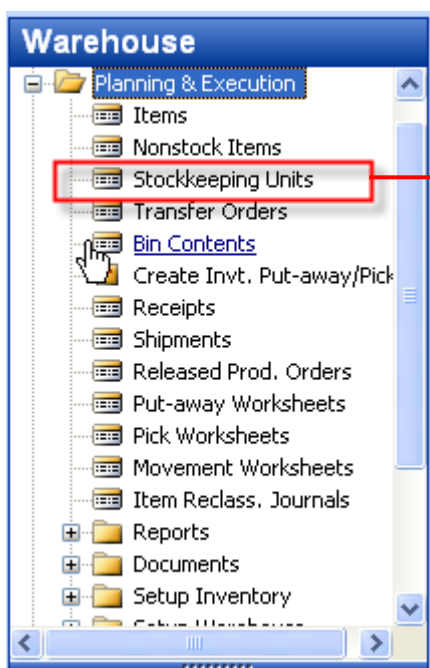 Warehouse
Planning & Execution
Items
Nonstock Items
Stockkeeping Units
Transfer Orders
Bin Contents
Create Invt. Put-away/Pick
Receipts
Shipments
Released Prod. Orders
Put-away Worksheets
Pick Worksheets
Movement Worksheets
Item Reclass. Journals
Reports
Documents
Setup Inventory